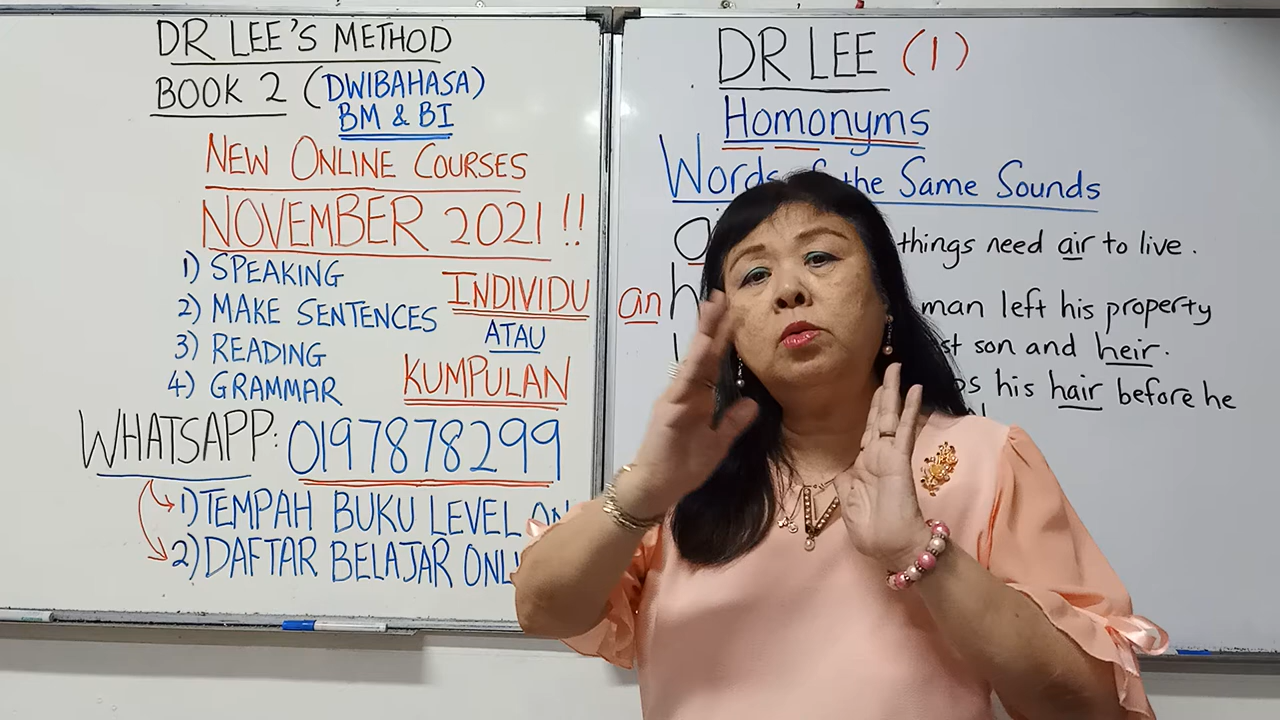 DR LEE'S METHOD
BOOK 2 (DWIBAHASA)
BM & BI
NEW ONLINE COURSES
NOVEMBER 2021 !!
1) SPEAKING
2) MAKE SENTENCES
3) READING
4) GRAMMAR
INDIVIDU
ATAU
KUMPULAN
WHATSAPP: 0197878299
1) TEMPAH BUKU LEVEL
2) DAFTAR BELAJAR
DR LEE (1)
Homonyms
Words the Same Sounds
things need air to live.
an man left his property
son and heir.
his hair before he